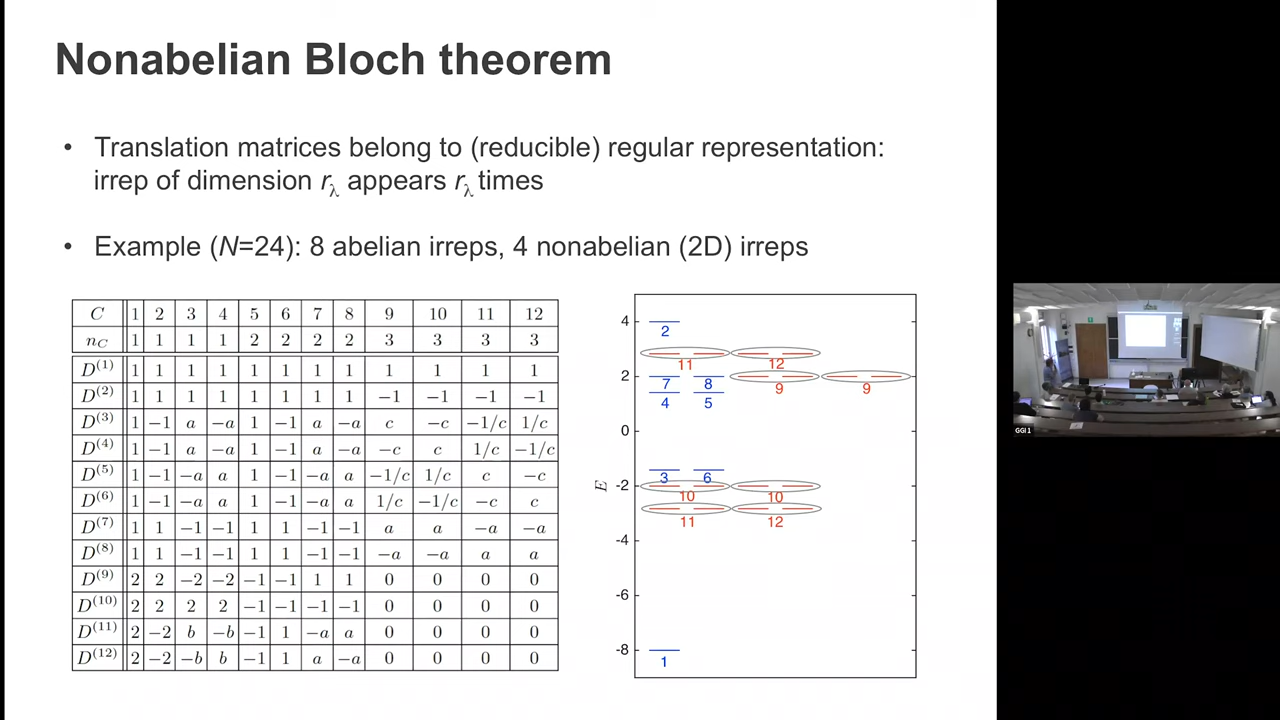 Nonabelian Bloch theorem
• Translation matrices belong to (reducible) regular representation:
irrep of dimension rλ appears rλ times
• Example (N=24): 8 abelian irreps, 4 nonabelian (2D) irreps
C 1 2 3 4 5 6 7 8 9 10 11 12
nC 1 1 1 1 2 2 2 2 3 3 3 3
D(1) 1 1 1 1 1 1 1 1 1 1 1 1
D(2) 1 1 1 1 1 1 1 1 −1 −1 −1 −1
D(3) 1 −1 a −a 1 −1 a −a c −c −1/c 1/c
D(4) 1 −1 a −a 1 −1 a −a −c c 1/c −1/c
D(5) 1 −1 −a a 1 −1 −a a −1/c 1/c c −c
D(6) 1 −1 −a a 1 −1 −a a 1/c −1/c −c c
D(7) 1 1 −1 −1 1 1 −1 −1 a a −a −a
D(8) 1 1 −1 −1 1 1 −1 −1 −a −a a a
D(9) 2 2 −2 −2 −1 −1 1 1 0 0 0 0
D(10) 2 2 2 2 −1 −1 −1 −1 0 0 0 0
D(11) 2 −2 b −b −1 1 −a a 0 0 0 0
D(12) 2 −2 −b b −1 1 a −a 0 0 0 0
4
2
0
-2
-4
-6
-8
E
2
11 12
7 8 9 9
4 5
3 6
10 10
11 12
1
GGI 1